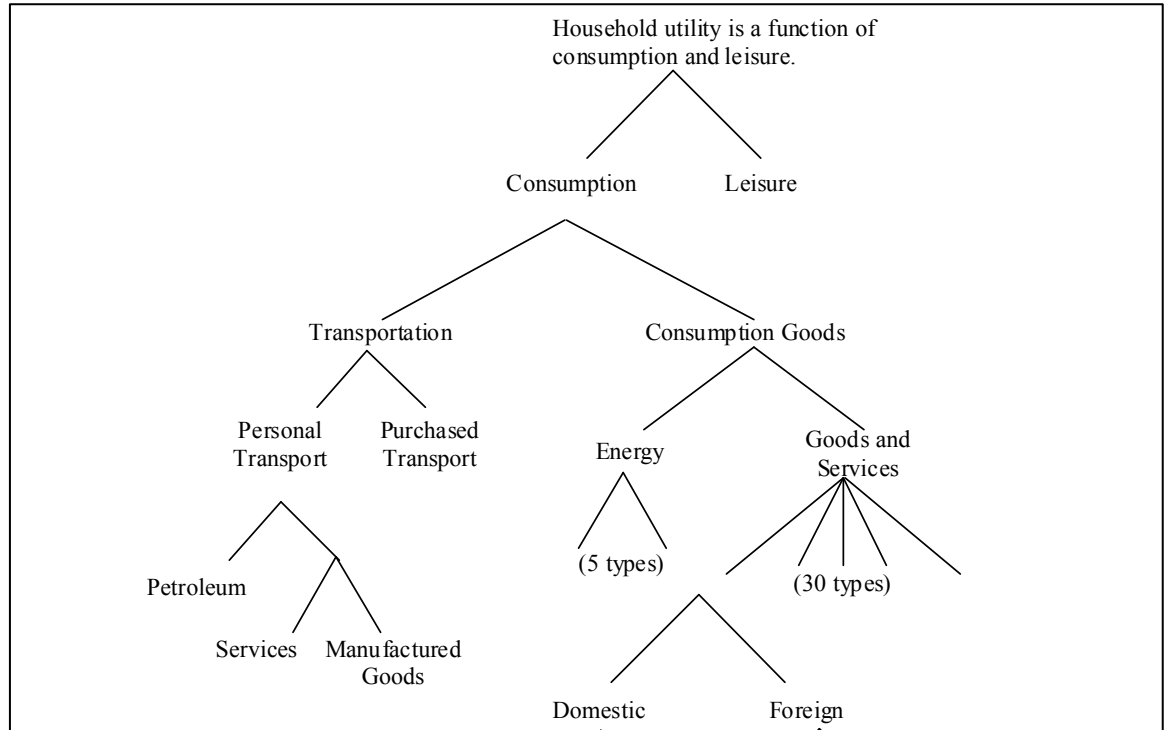 Household utility is a function of
consumption and leisure.
Consumption
Leisure
Transportation
Consumption Goods
Personal
Transport
Purchased
Transport
Energy
Goods and
Services
(5 types)
(30 types)
Petroleum
Services
Manufactured
Goods
Domestic
Foreign